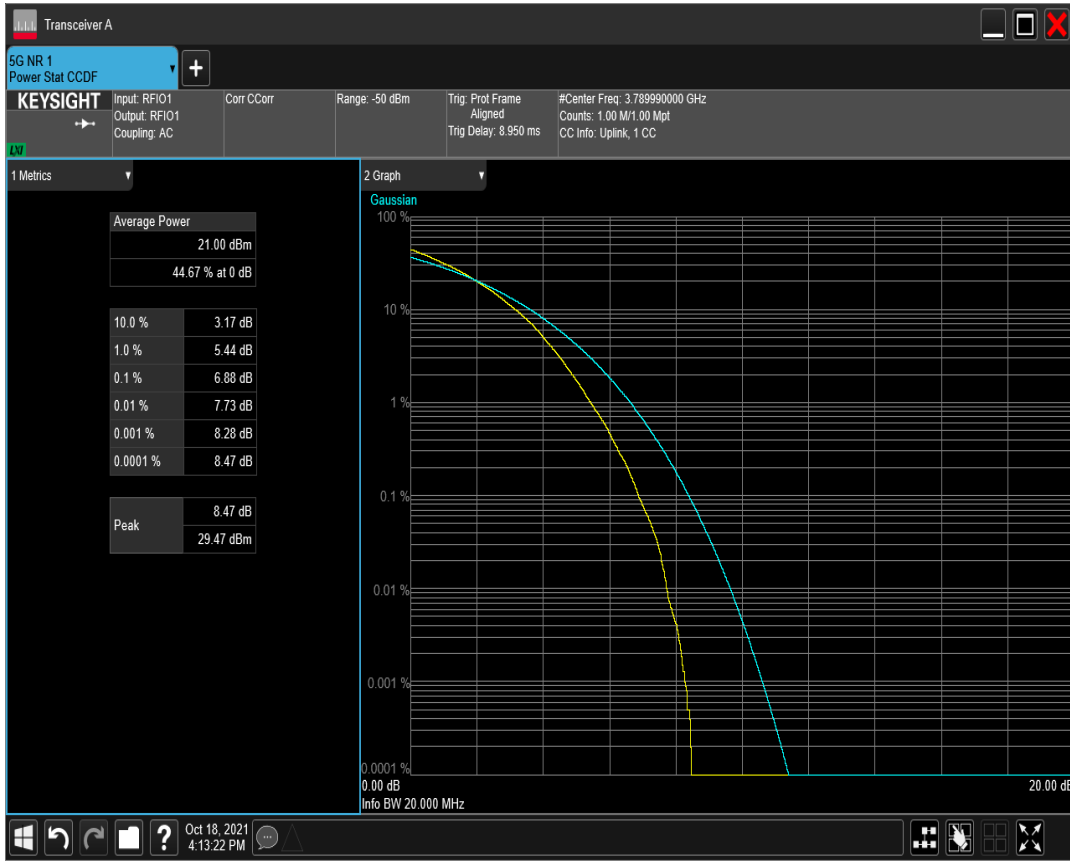 Transceiver A
5G NR 1
Power Stat CCDF
KEYSIGHT
LXI
Input: RFIO1
Output: RFIO1
Coupling: AC
Corr CCorr
Range: -50 dBm
Trig: Prot Frame
Aligned
Trig Delay: 8.950 ms
#Center Freq: 3.789990000 GHz
Counts: 1.00 M/1.00 Mpt
CC Info: Uplink, 1 CC
1 Metrics
Average Power
21.00 dBm
44.67 % at 0 dB
10.0 % 3.17 dB
1.0 % 5.44 dB
0.1 % 6.88 dB
0.01 % 7.73 dB
0.001 % 8.28 dB
0.0001 % 8.47 dB
Peak
8.47 dB
29.47 dBm
2 Graph
Gaussian
100 %
10 %
1 %
0.1 %
0.01 %
0.001 %
0.0001 %
0.00 dB 20.00 dB
Info BW 20.000 MHz
?
Oct 18, 2021
4:13:22 PM